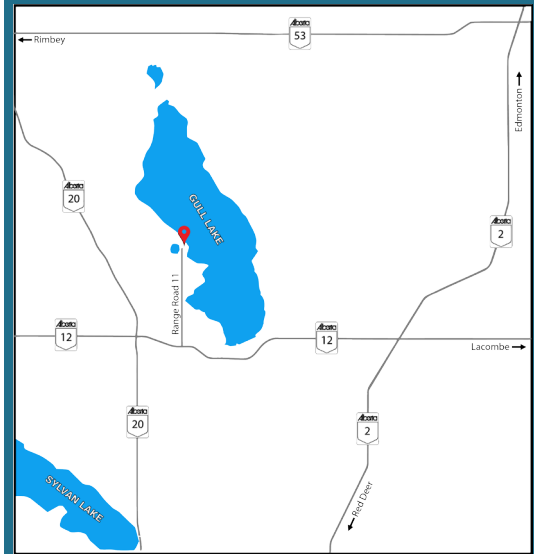 Alberta
53
Rimbey
Edmonton
Alberta
20
GULL LAKE
Alberta
2
Range Road 11
Alberta
12
Alberta
12
Lacombe
Alberta
20
Alberta
2
SYLVAN LAKE
Red Deer